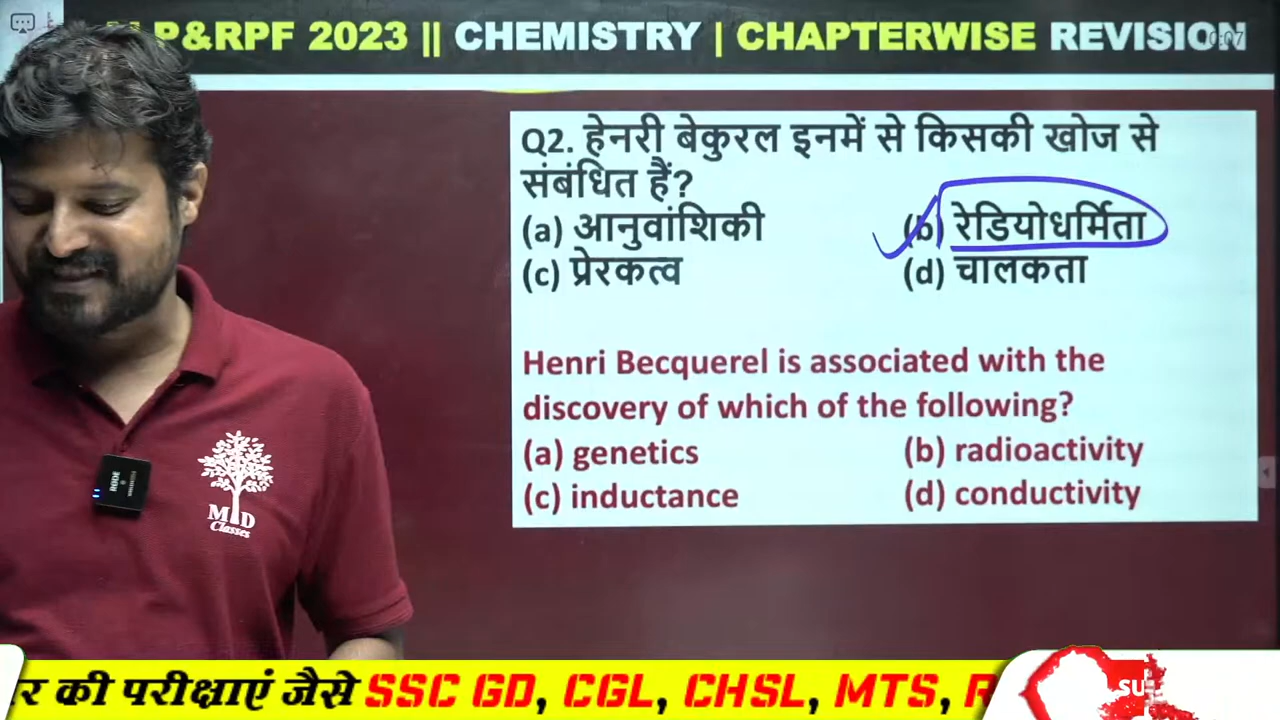 P&RPF 2023 || CHEMISTRY | CHAPTERWISE REVISION
Q2. हेनरी बेकुरल इनमें से किसकी खोज से
संबंधित हैं?
(a) आनुवांशिकी (b) रेडियोधर्मिता
(c) प्रेरकत्व (d) चालकता
Henri Becquerel is associated with the
discovery of which of the following?
(a) genetics (b) radioactivity
(c) inductance (d) conductivity
RODE
MD
Classes
की परीक्षाएं जैसे SSC GD, CGL, CHSL, MTS,